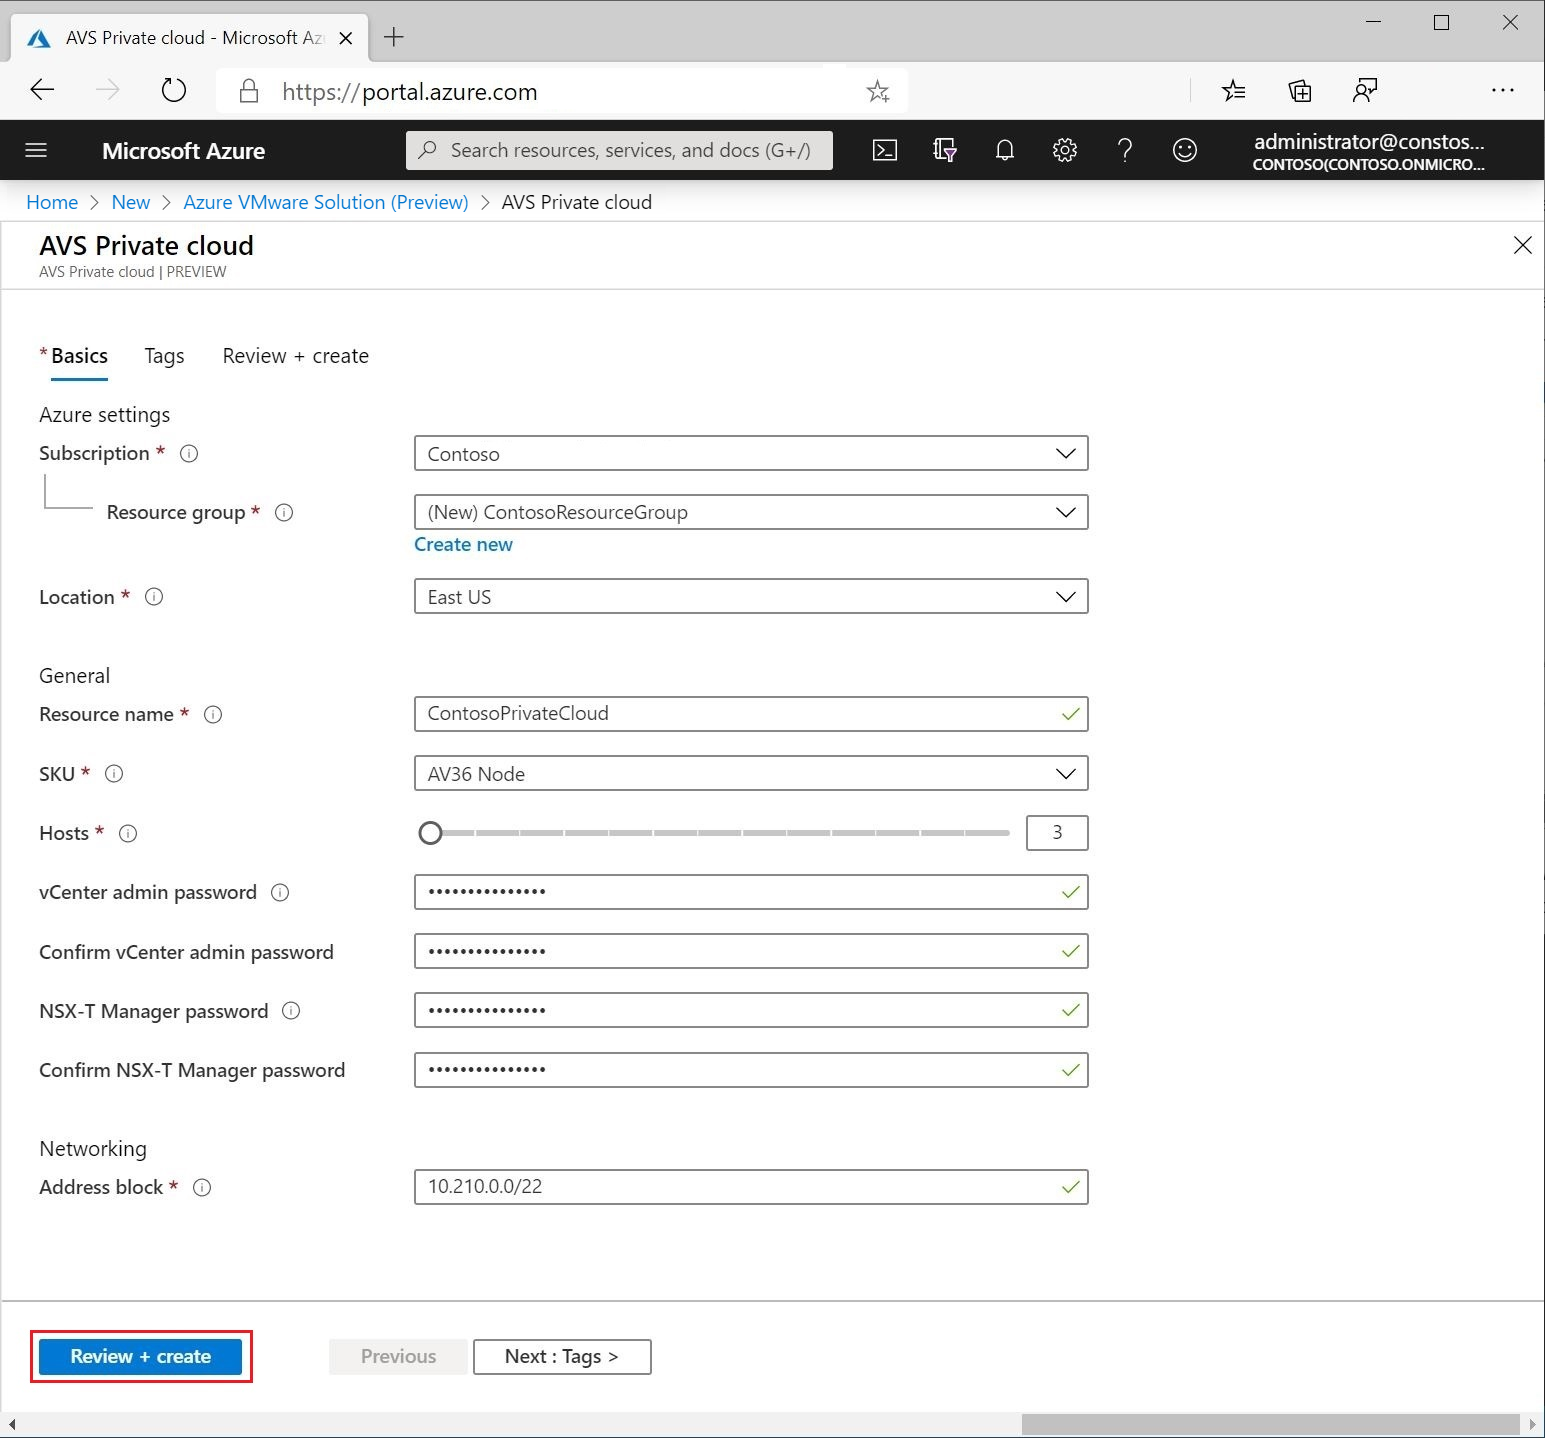 AVS Private cloud - Microsoft Az
https://portal.azure.com
Microsoft Azure
Search resources, services, and docs (G+/)
administrator@constos...
CONTOSO(CONTOSO.ONMICRO...
Home > New > Azure VMware Solution (Preview) > AVS Private cloud
AVS Private cloud
AVS Private cloud | PREVIEW
* Basics Tags Review + create
Azure settings
Subscription * Contoso
Resource group * (New) ContosoResourceGroup
Create new
Location * East US
General
Resource name * ContosoPrivateCloud
SKU * AV36 Node
Hosts * 3
vCenter admin password •••••••••••••••
Confirm vCenter admin password •••••••••••••••
NSX-T Manager password •••••••••••••••
Confirm NSX-T Manager password •••••••••••••••
Networking
Address block * 10.210.0.0/22
Review + create Previous Next : Tags >